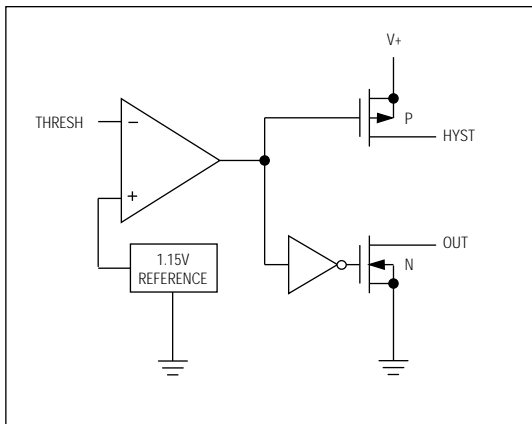 V+
THRESH
−
P
HYST
+
1.15V
REFERENCE
OUT
N